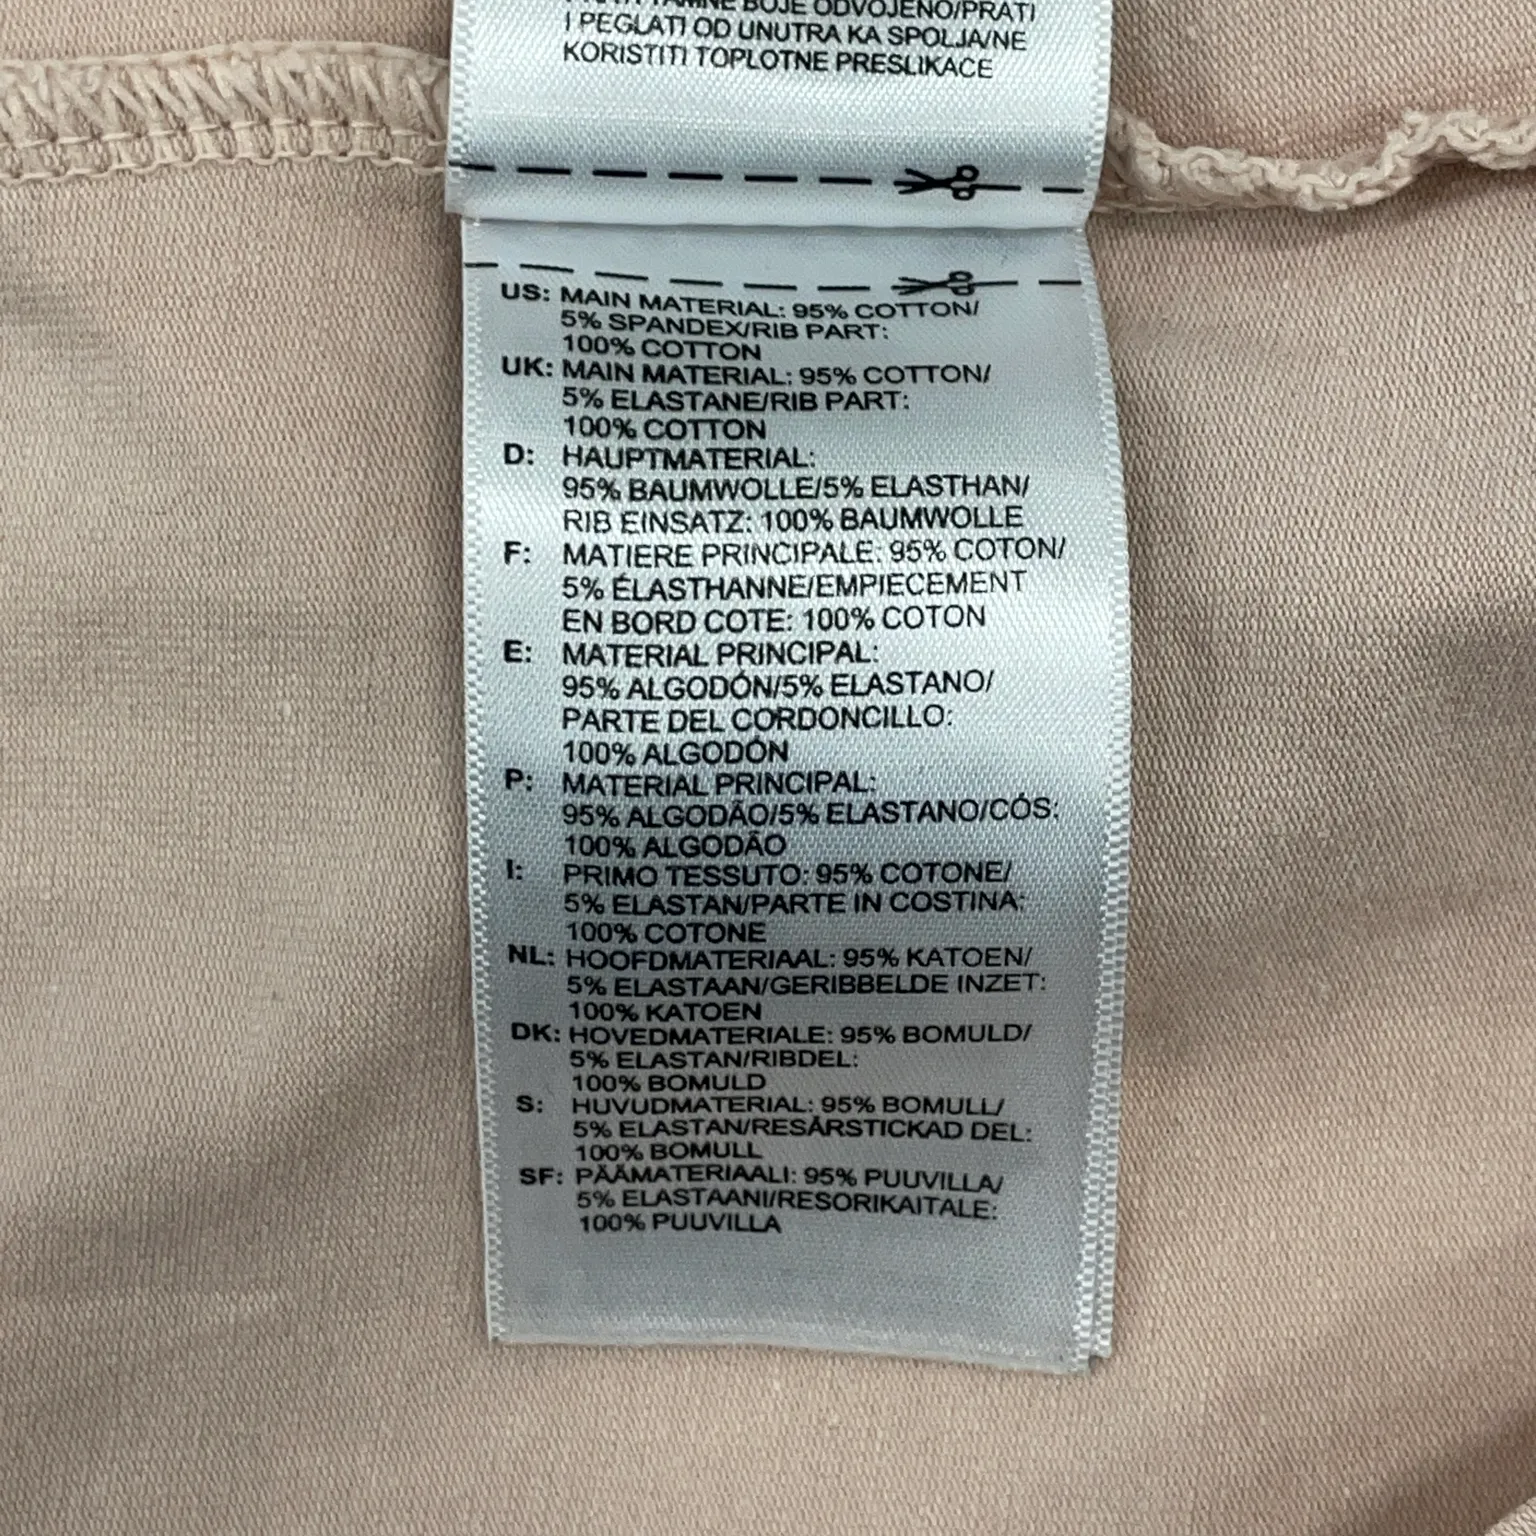 TAMNE BOJE ODVOJENO/PRATI
I PEGLATI OD UNUTRA KA SPOLJA/NE
KORISTITI TOPLOTNE PRESLIKACE
US: MAIN MATERIAL: 95% COTTON/
5% SPANDEX/RIB PART:
100% COTTON
UK: MAIN MATERIAL: 95% COTTON/
5% ELASTANE/RIB PART:
100% COTTON
D: HAUPTMATERIAL:
95% BAUMWOLLE/5% ELASTHAN/
RIB EINSATZ: 100% BAUMWOLLE
F: MATIERE PRINCIPALE: 95% COTON/
5% ÉLASTHANNE/EMPIECEMENT
EN BORD COTE: 100% COTON
E: MATERIAL PRINCIPAL:
95% ALGODÓN/5% ELASTANO/
PARTE DEL CORDONCILLO:
100% ALGODÓN
P: MATERIAL PRINCIPAL:
95% ALGODÃO/5% ELASTANO/CÓS:
100% ALGODÃO
I: PRIMO TESSUTO: 95% COTONE/
5% ELASTAN/PARTE IN COSTINA:
100% COTONE
NL: HOOFDMATERIAAL: 95% KATOEN/
5% ELASTAAN/GERIBBELDE INZET:
100% KATOEN
DK: HOVEDMATERIALE: 95% BOMULD/
5% ELASTAN/RIBDEL:
100% BOMULD
S: HUVUDMATERIAL: 95% BOMULL/
5% ELASTAN/RESÅRSTICKAD DEL:
100% BOMULL
SF: PÄÄMATERIAALI: 95% PUUVILLA/
5% ELASTAANI/RESORIKAITALE:
100% PUUVILLA